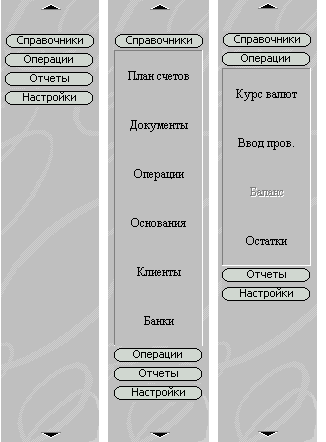 Справочники
Операции
Отчеты
Настройки
Справочники
План счетов
Документы
Операции
Основания
Клиенты
Банки
Операции
Отчеты
Настройки
Справочники
Операции
Курс валют
Ввод пров.
Баланс
Остатки
Отчеты
Настройки